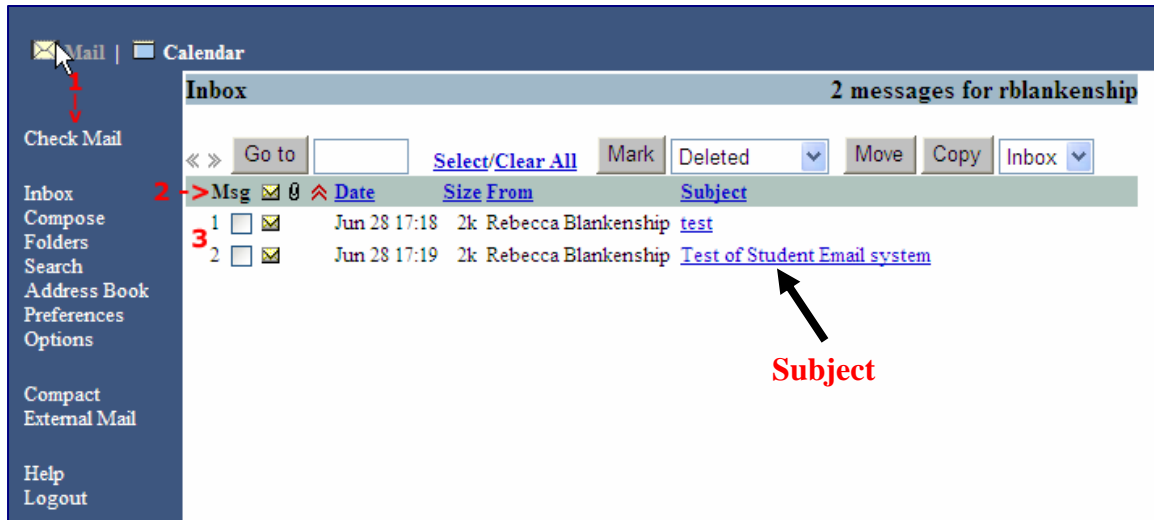 Mail | Calendar
1
Inbox 2 messages for rblankenship
Check Mail
« » Go to Select/Clear All Mark Deleted Move Copy Inbox
Inbox
2 -> Msg Date Size From Subject
Compose
1 Jun 28 17:18 2k Rebecca Blankenship test
Folders
3
2 Jun 28 17:19 2k Rebecca Blankenship Test of Student Email system
Search
Address Book
Preferences
Options
Subject
Compact
External Mail
Help
Logout